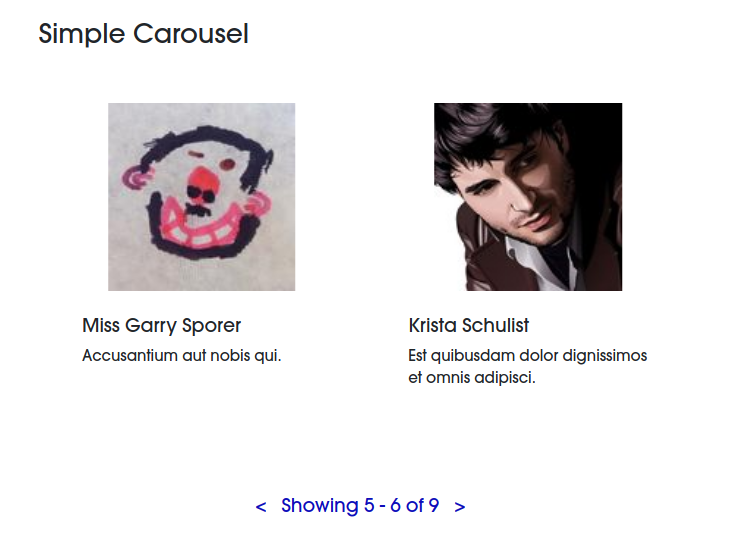 Simple Carousel
Miss Garry Sporer
Accusantium aut nobis qui.
Krista Schulist
Est quibusdam dolor dignissimos
et omnis adipisci.
< Showing 5 - 6 of 9 >